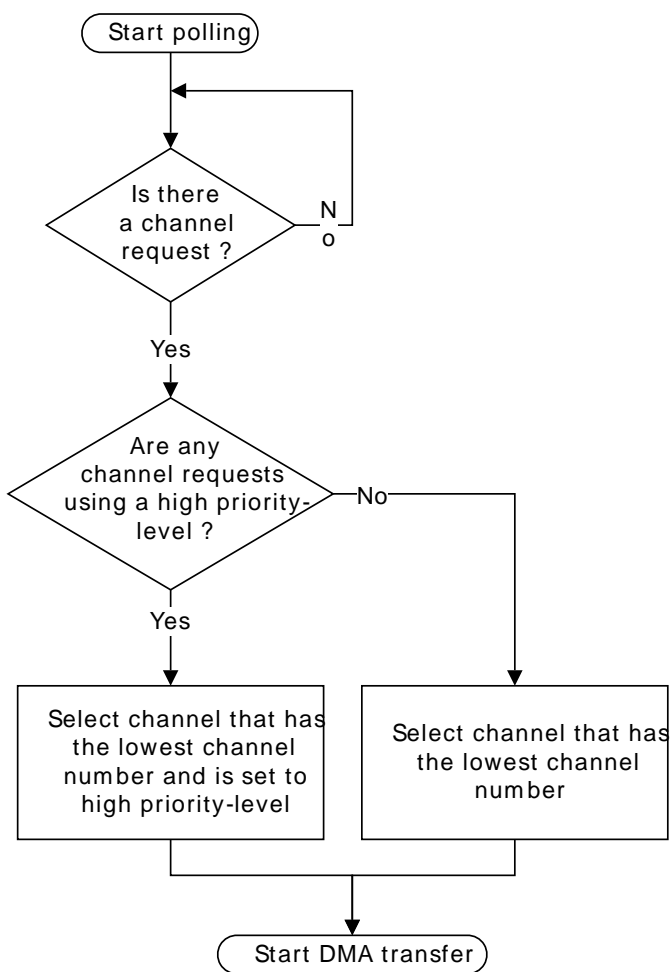 Start polling
Is there
a channel
request ?
N
o
Yes
Are any
channel requests
using a high priority-
level ?
No
Yes
Select channel that has
the lowest channel
number and is set to
high priority-level
Select channel that has
the lowest channel
number
Start DMA transfer